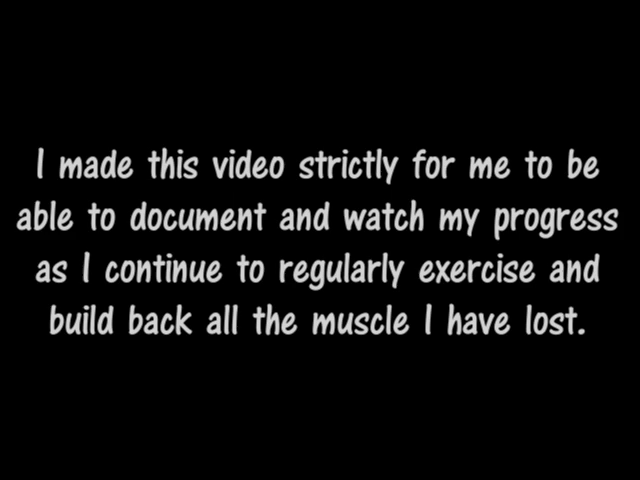 I made this video strictly for me to be
able to document and watch my progress
as I continue to regularly exercise and
build back all the muscle I have lost.